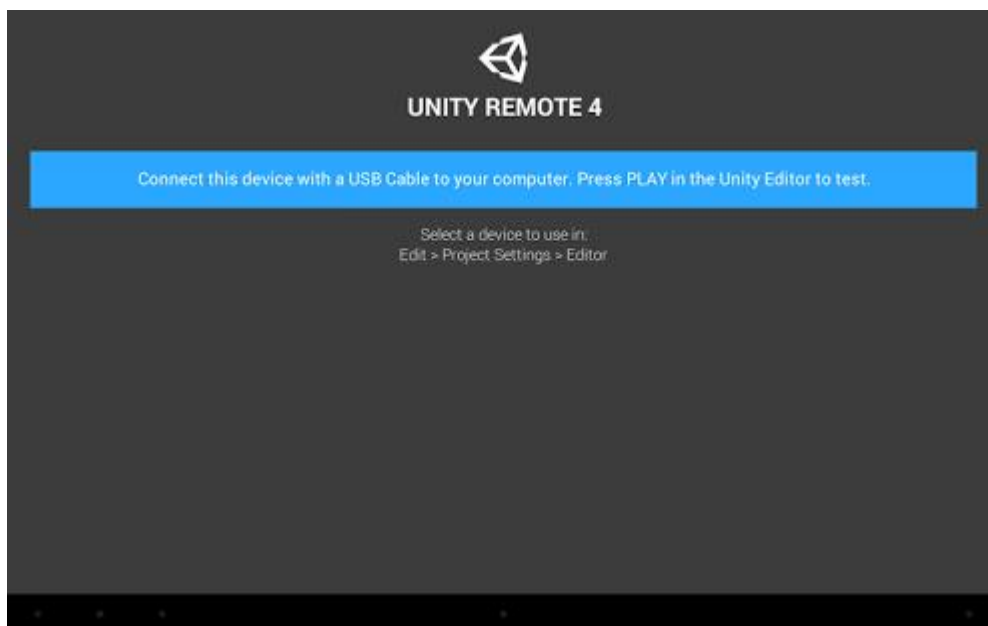 UNITY REMOTE 4
Connect this device with a USB Cable to your computer. Press PLAY in the Unity Editor to test.
Select a device to use in:
Edit > Project Settings > Editor